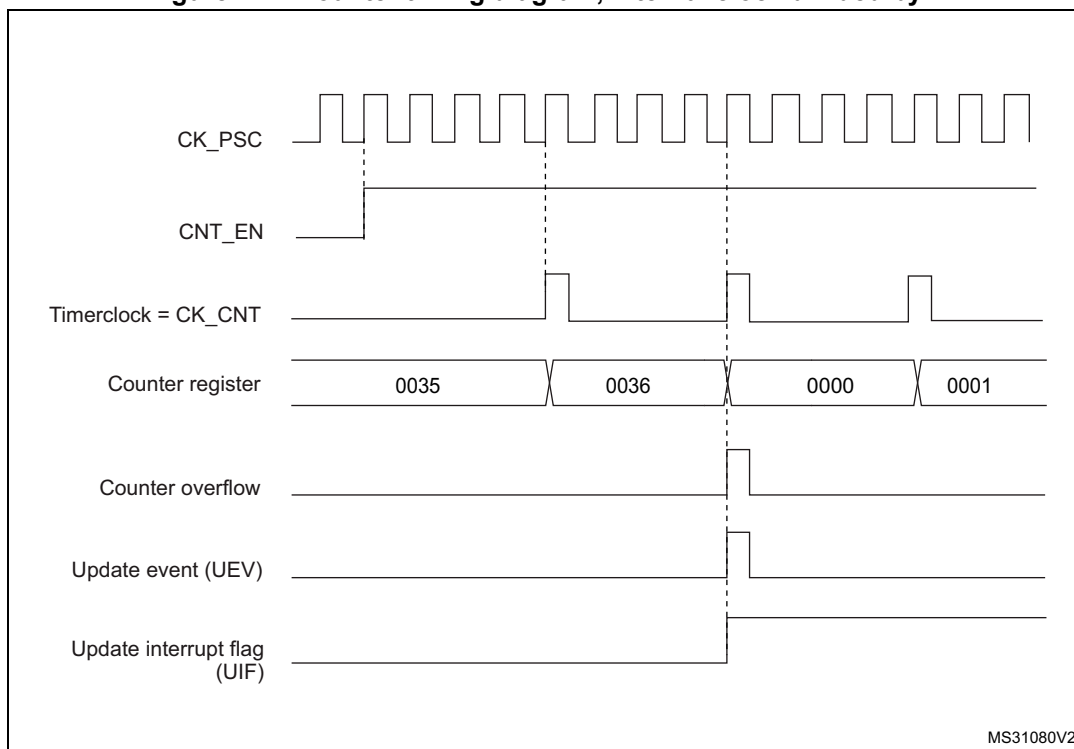 CK_PSC
CNT_EN
Timerclock = CK_CNT
Counter register
0035
0036
0000
0001
Counter overflow
Update event (UEV)
Update interrupt flag
(UIF)
MS31080V2